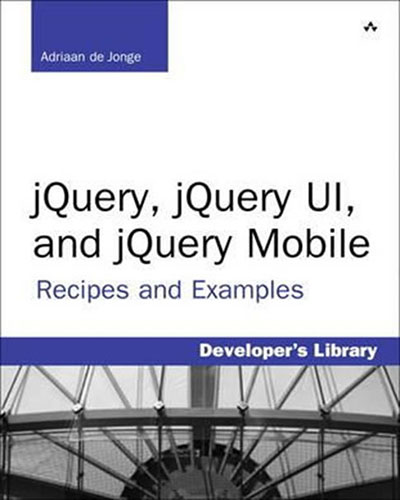 Adriaan de Jonge
jQuery, jQuery UI,
and jQuery Mobile
Recipes and Examples
Developer's Library